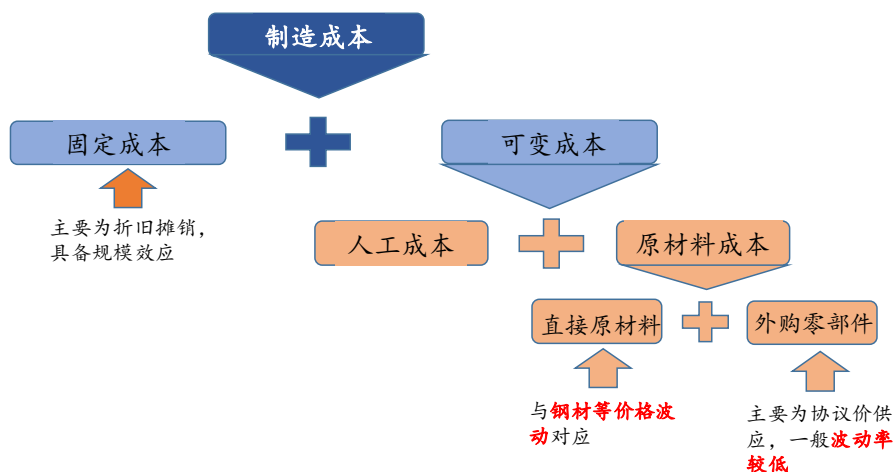 制造成本
固定成本
可变成本
主要为折旧摊销，
具备规模效应
人工成本
原材料成本
直接原材料
外购零部件
与钢材等价格波
动对应
主要为协议价供
应，一般波动率
较低